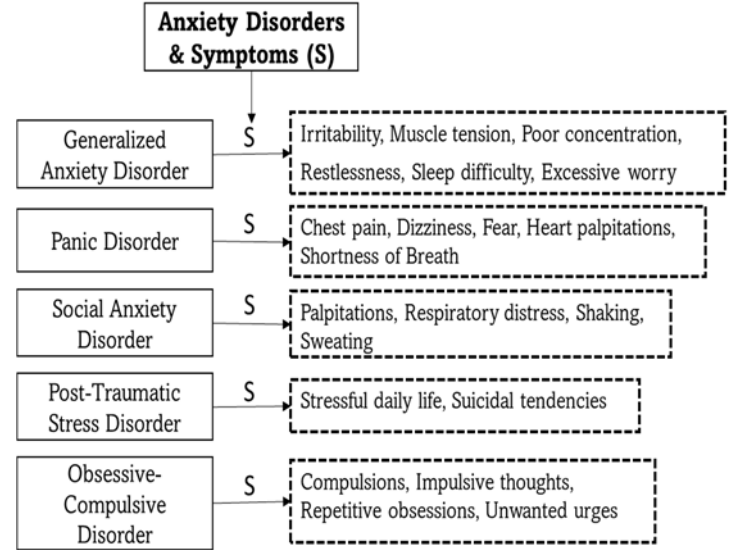 Anxiety Disorders
& Symptoms (S)
Generalized
Anxiety Disorder
S
Irritability, Muscle tension, Poor concentration,
Restlessness, Sleep difficulty, Excessive worry
Panic Disorder
S
Chest pain, Dizziness, Fear, Heart palpitations,
Shortness of Breath
Social Anxiety
Disorder
S
Palpitations, Respiratory distress, Shaking,
Sweating
Post-Traumatic
Stress Disorder
S
Stressful daily life, Suicidal tendencies
Obsessive-
Compulsive
Disorder
S
Compulsions, Impulsive thoughts,
Repetitive obsessions, Unwanted urges